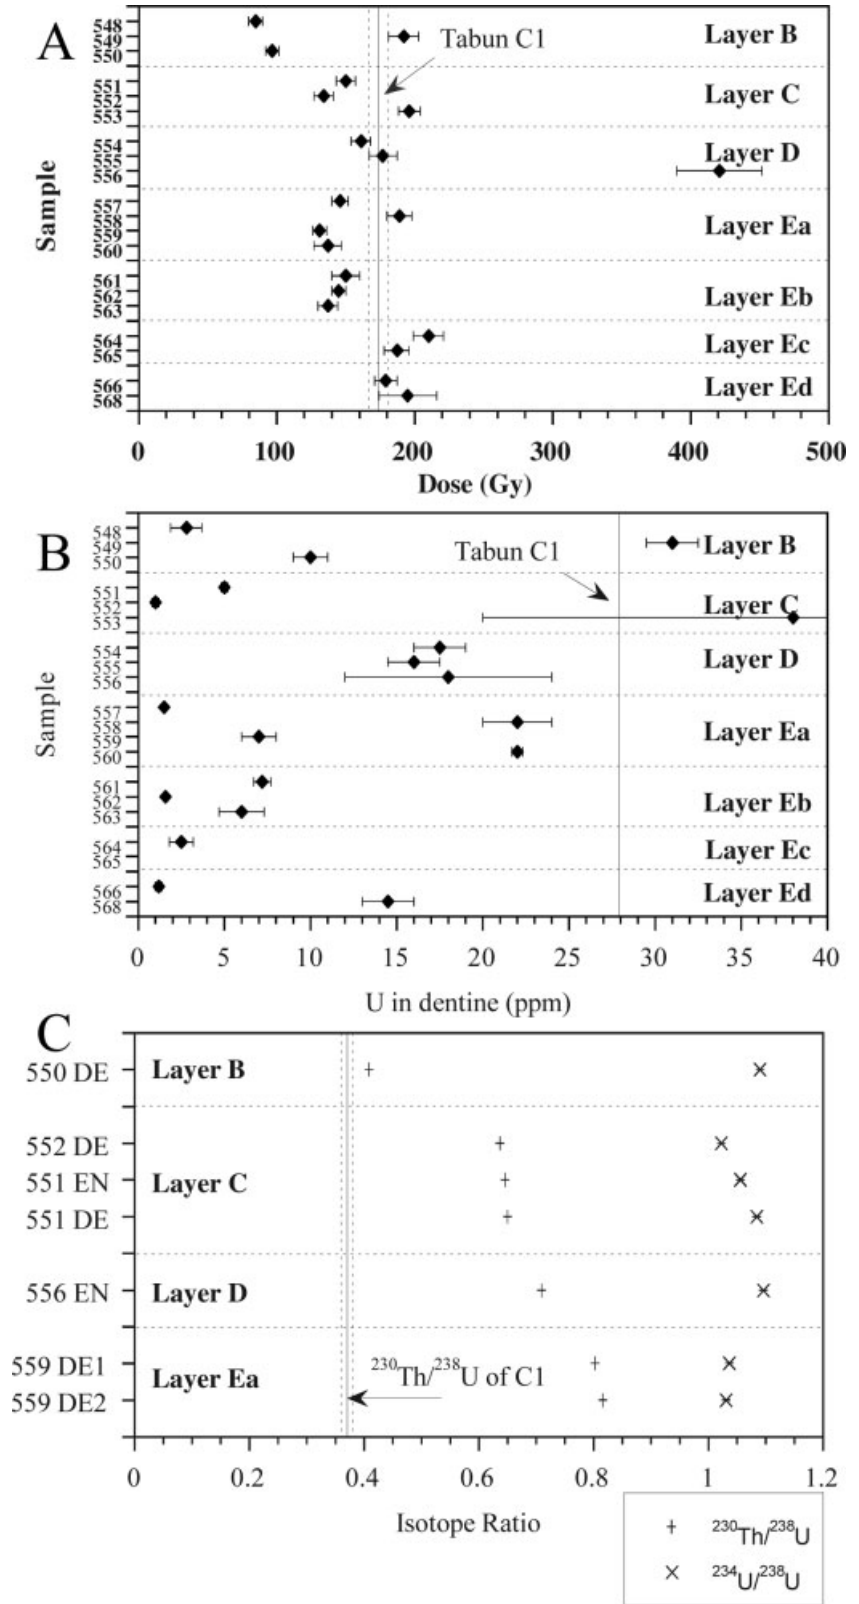 A
548
549
550
Layer B
Tabun C1
551
552
553
Layer C
554
555
556
Layer D
557
558
559
560
Layer Ea
561
562
563
Layer Eb
564
565
Layer Ec
566
568
Layer Ed
Sample
0 100 200 300 400 500
Dose (Gy)
B
548
549
550
Layer B
Tabun C1
551
552
553
Layer C
554
555
556
Layer D
557
558
559
560
Layer Ea
561
562
563
Layer Eb
564
565
Layer Ec
566
568
Layer Ed
Sample
0 5 10 15 20 25 30 35 40
U in dentine (ppm)
C
550 DE Layer B
552 DE
551 EN Layer C
551 DE
556 EN Layer D
559 DE1
Layer Ea ²³⁰Th/²³⁸U of C1
559 DE2
0 0.2 0.4 0.6 0.8 1 1.2
Isotope Ratio
²³⁰Th/²³⁸U
²³⁴U/²³⁸U